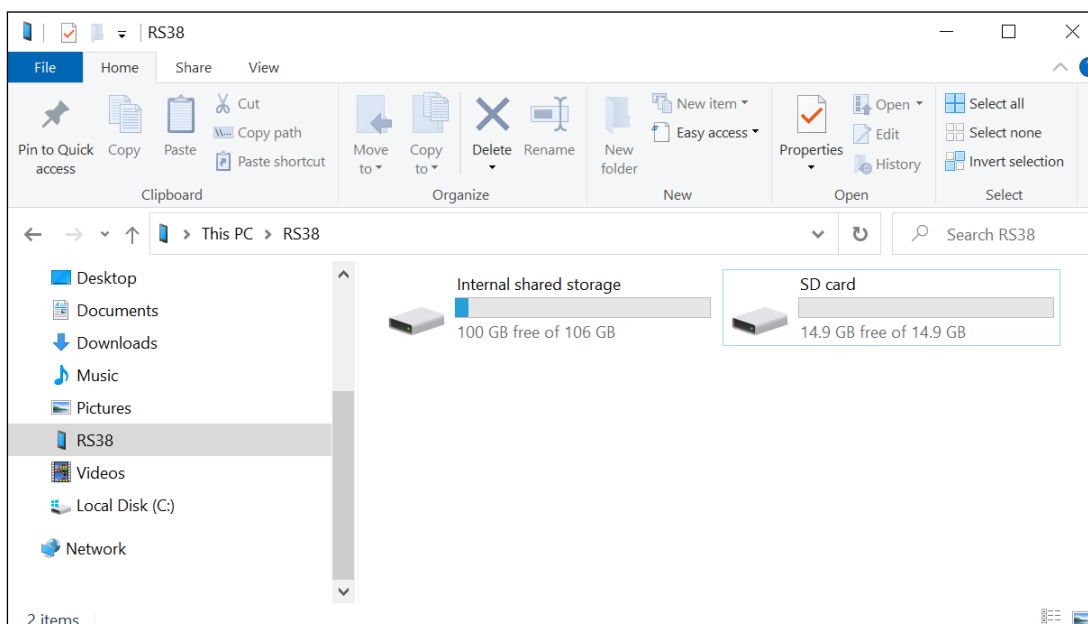 RS38
File Home Share View
Pin to Quick access
Copy
Paste
Cut
Copy path
Paste shortcut
Clipboard
Move to
Copy to
Delete
Rename
Organize
New folder
New item
Easy access
New
Properties
Open
Edit
History
Open
Select all
Select none
Invert selection
Select
This PC > RS38
Search RS38
Desktop
Documents
Downloads
Music
Pictures
RS38
Videos
Local Disk (C:)
Network
Internal shared storage
100 GB free of 106 GB
SD card
14.9 GB free of 14.9 GB
2 items